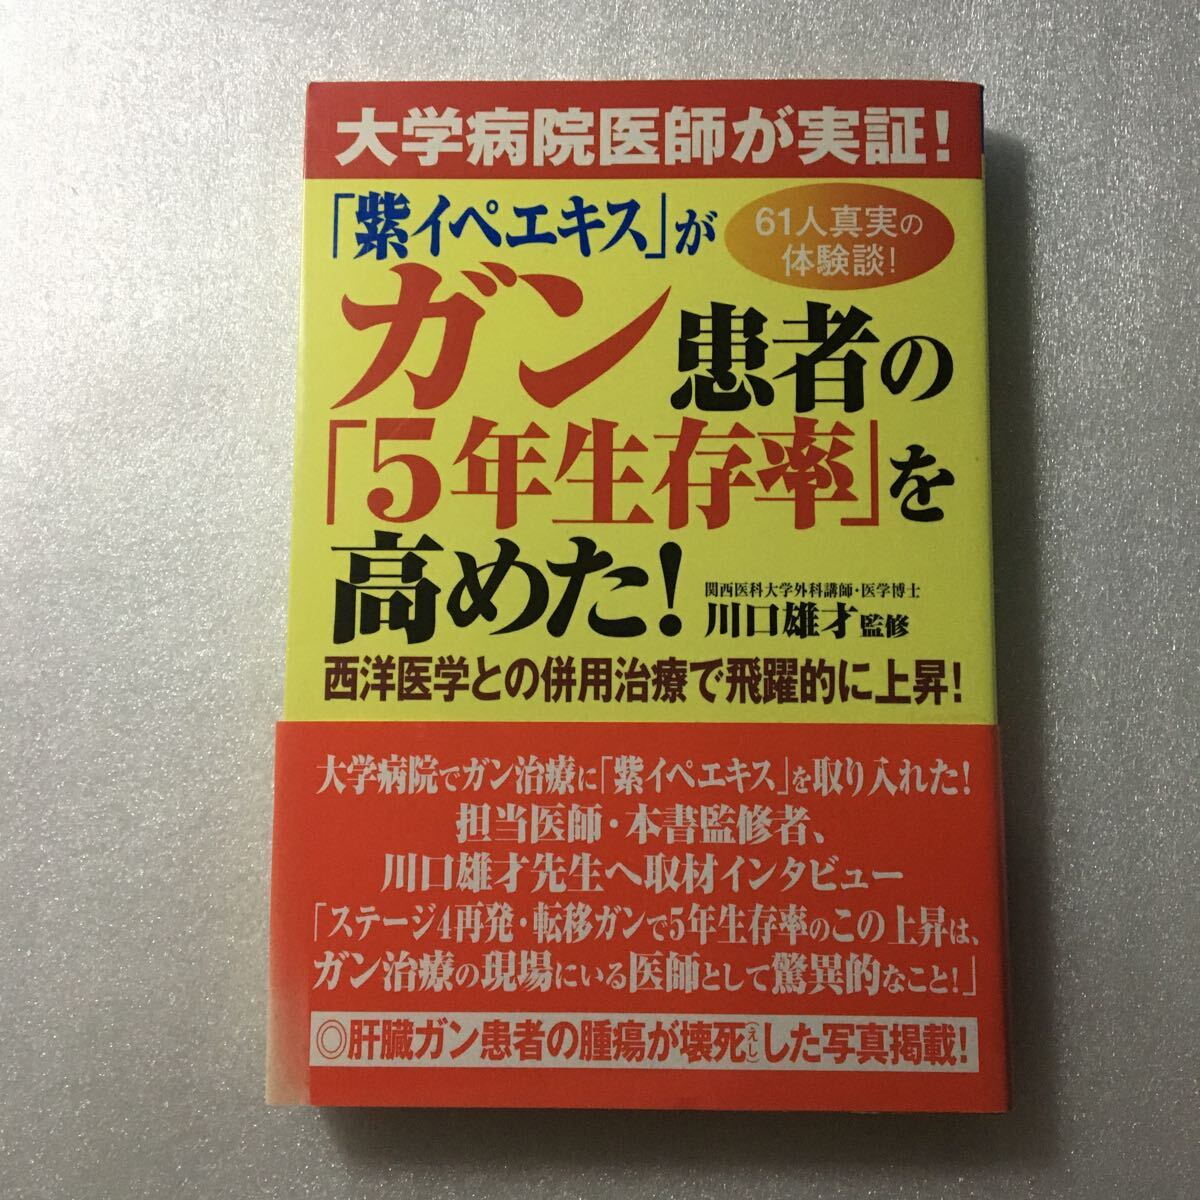 大学病院医師が実証!
「紫イペエキス」が
61人真実の
体験談!
ガン患者の
「5年生存率」を
高めた!
関西医科大学外科講師・医学博士
川口雄才監修
西洋医学との併用治療で飛躍的に上昇!
大学病院でガン治療に「紫イペエキス」を取り入れた!
担当医師・本書監修者、
川口雄才先生へ取材インタビュー
「ステージ4再発・転移ガンで5年生存率のこの上昇は、
ガン治療の現場にいる医師として驚異的なこと!」
◎肝臓ガン患者の腫瘍が壊死(えし)した写真掲載!